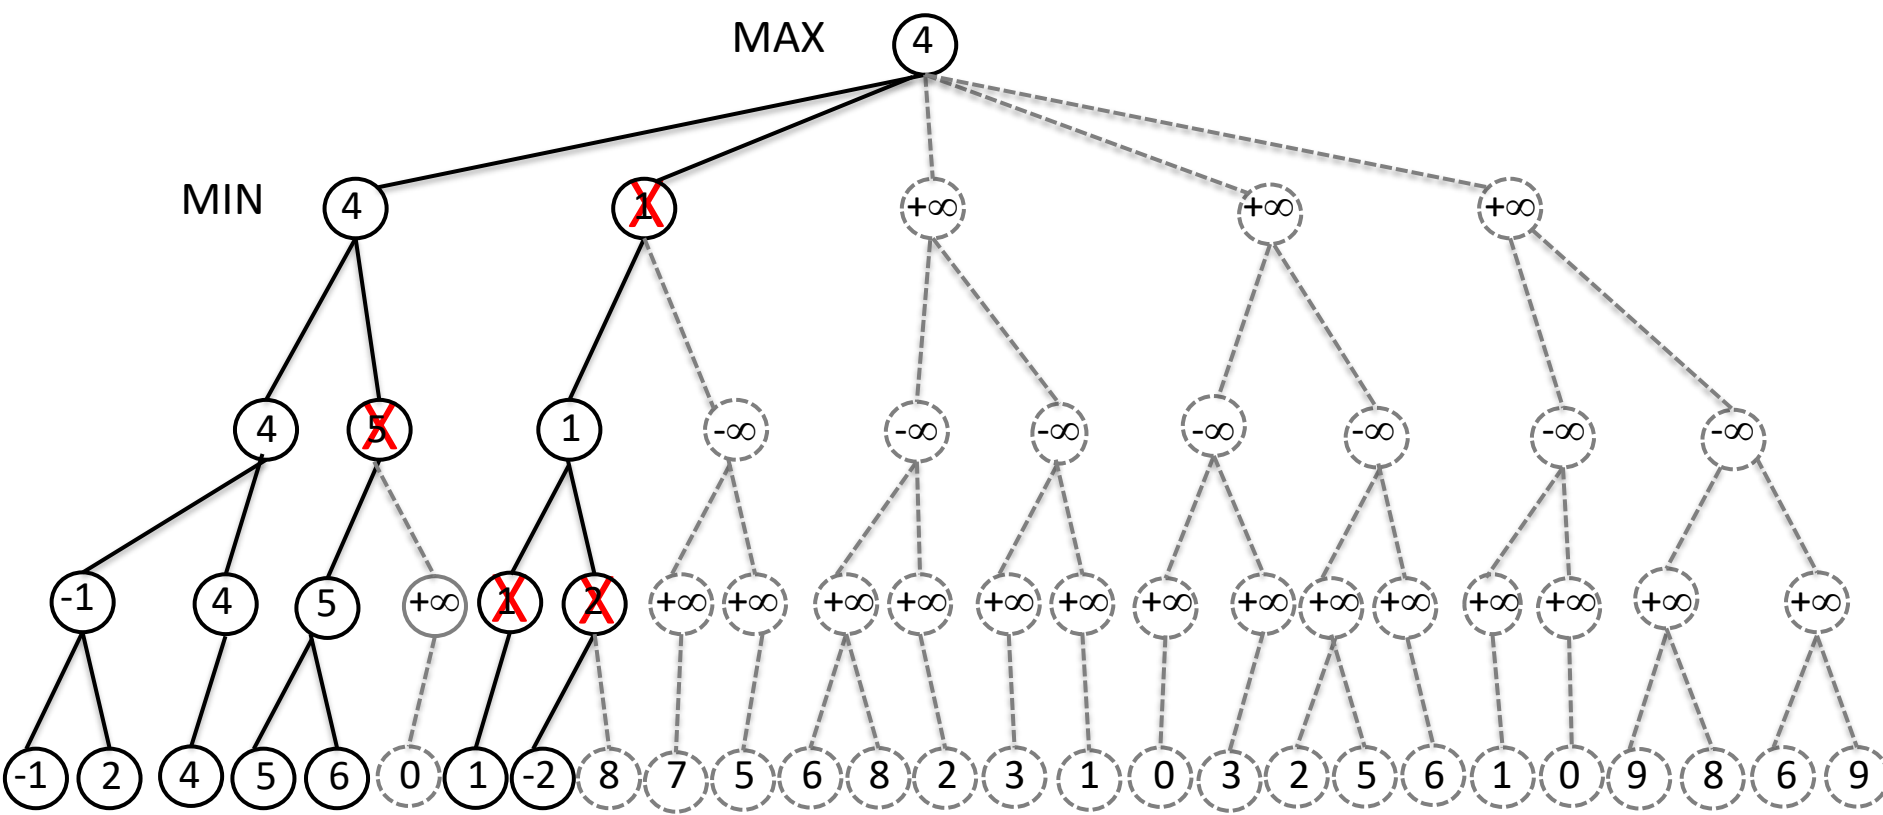 MAX 4
MIN 4 1 +∞ +∞ +∞
4 5 1 -∞ -∞ -∞ -∞ -∞ -∞ -∞
-1 4 5 +∞ 1 2 +∞ +∞ +∞ +∞ +∞ +∞ +∞ +∞ +∞ +∞ +∞ +∞ +∞ +∞
-1 2 4 5 6 0 1 -2 8 7 5 6 8 2 3 1 0 3 2 5 6 1 0 9 8 6 9